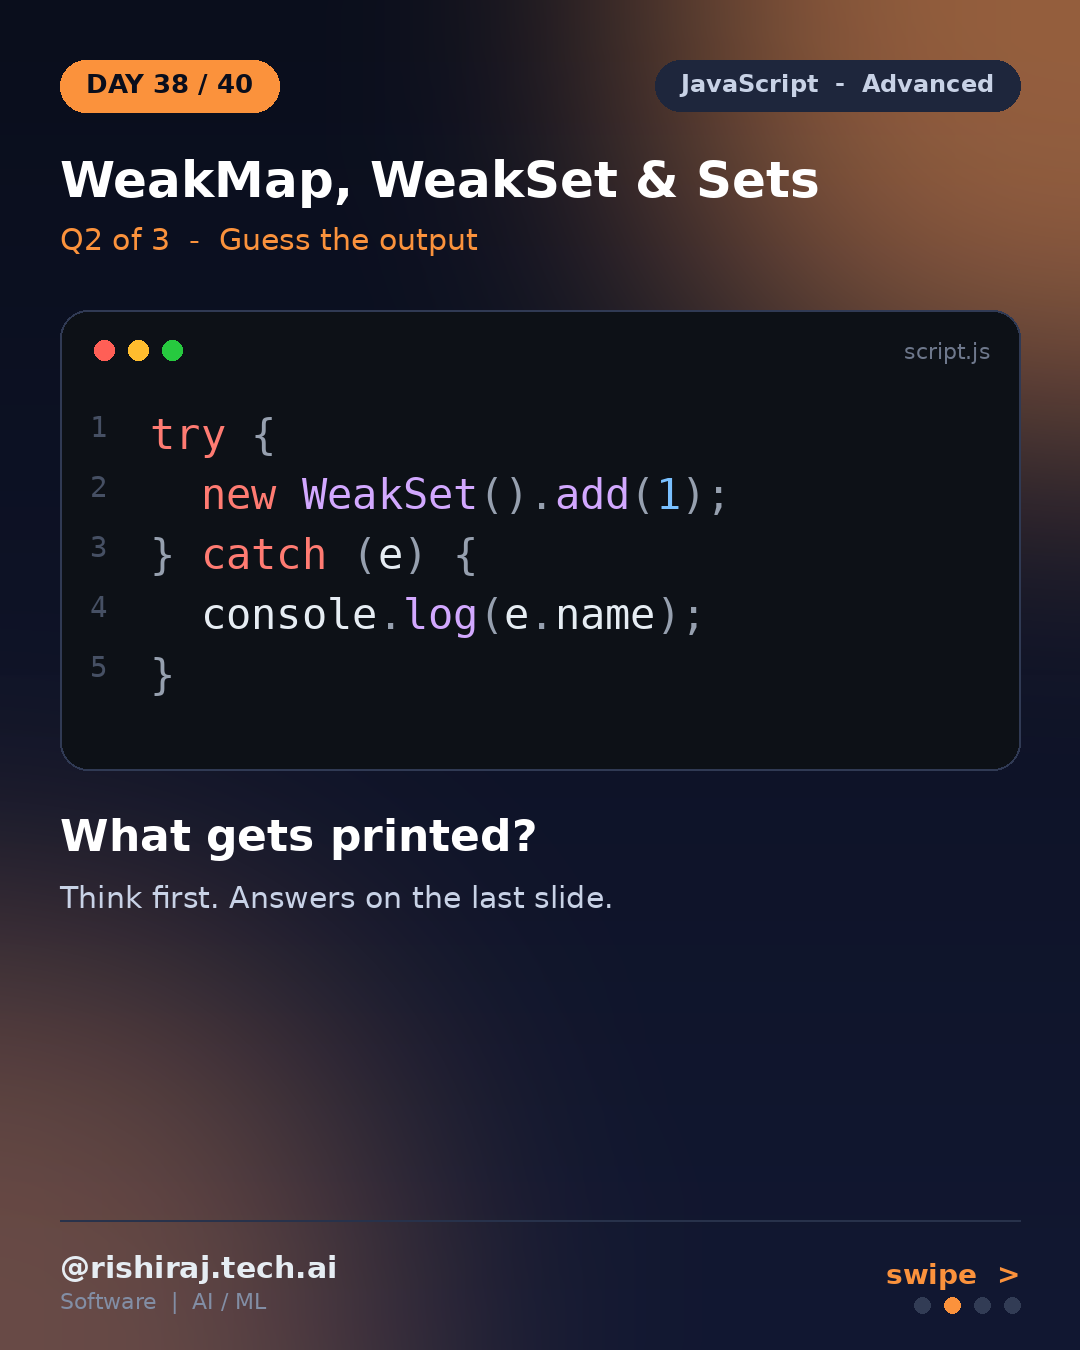 DAY 38 / 40
JavaScript - Advanced
WeakMap, WeakSet & Sets
Q2 of 3 - Guess the output
script.js
1 try {
2   new WeakSet().add(1);
3 } catch (e) {
4   console.log(e.name);
5 }
What gets printed?
Think first. Answers on the last slide.
@rishiraj.tech.ai
Software | AI / ML
swipe >